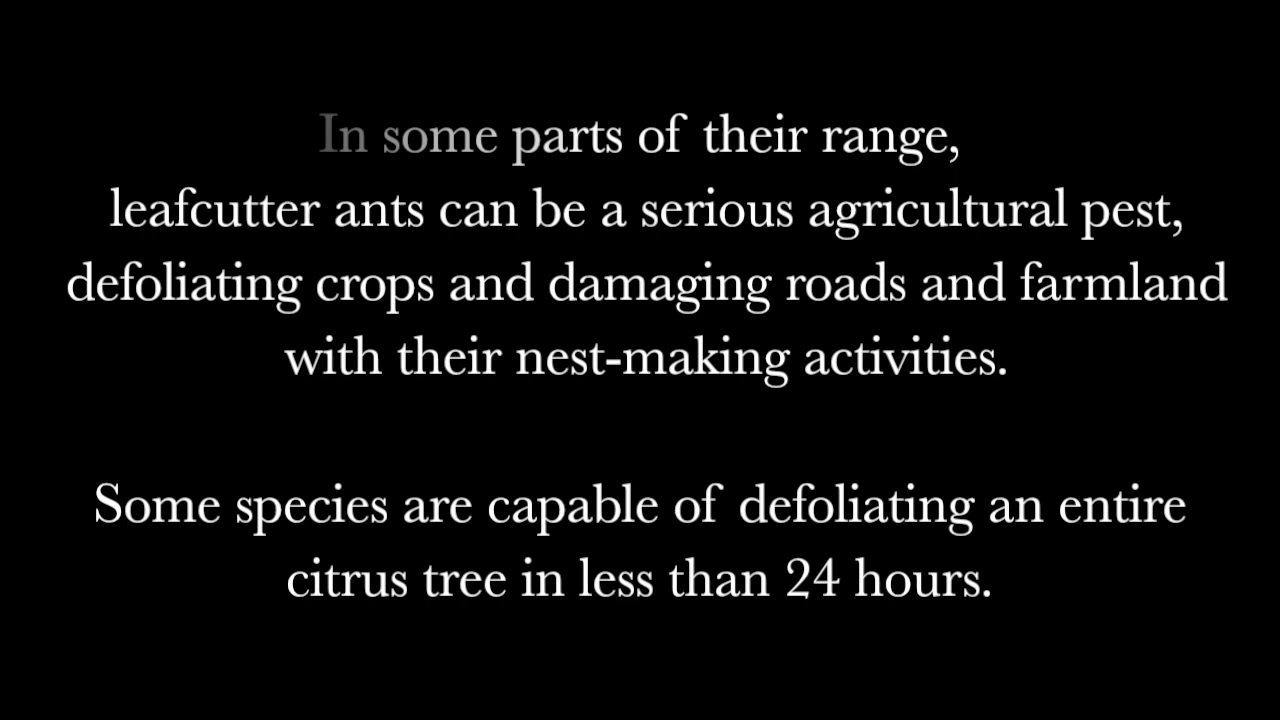 In some parts of their range,
leafcutter ants can be a serious agricultural pest,
defoliating crops and damaging roads and farmland
with their nest-making activities.
Some species are capable of defoliating an entire
citrus tree in less than 24 hours.